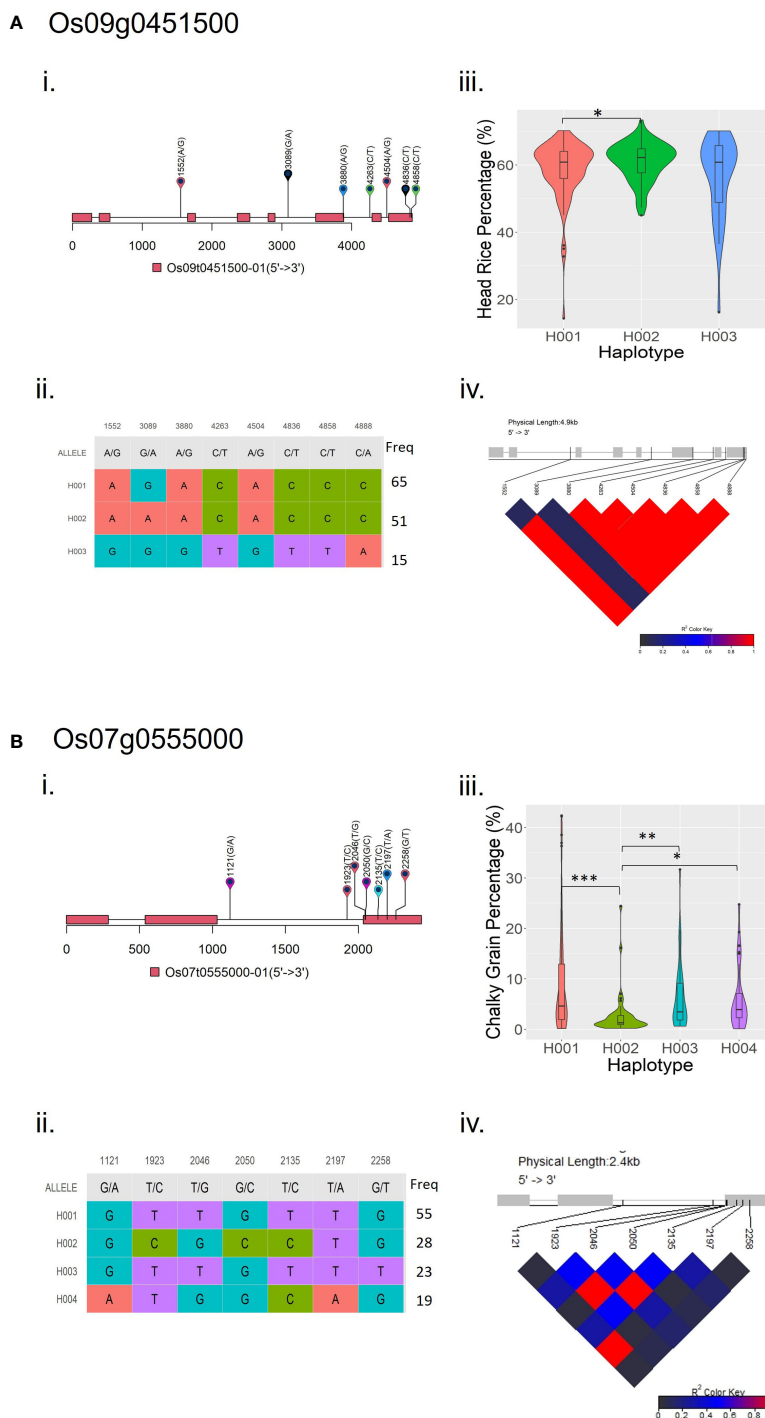 A Os09g0451500
i.
1552(A/G)
3089(G/A)
3880(A/G)
4263(C/T)
4504(A/G)
4836(C/T)
4858(C/T)
0 1000 2000 3000 4000
Os09t0451500-01(5'->3')
iii.
*
Head Rice Percentage (%)
60
40
20
H001 H002 H003
Haplotype
ii.
1552 3089 3880 4263 4504 4836 4858 4888
ALLELE A/G G/A A/G C/T A/G C/T C/T C/A Freq
H001 A G A C A C C C 65
H002 A A A C A C C C 51
H003 G G G T G T T A 15
iv.
Physical Length:4.9kb
5' -> 3'
1552 3089 3880 4263 4504 4836 4858 4888
R² Color Key
0 0.2 0.4 0.6 0.8 1
B Os07g0555000
i.
1121(G/A)
1923(T/C)
2046(T/G)
2050(G/C)
2135(T/C)
2197(T/A)
2258(G/T)
0 500 1000 1500 2000
Os07t0555000-01(5'->3')
iii.
**
*
***
Chalky Grain Percentage (%)
40
30
20
10
0
H001 H002 H003 H004
Haplotype
ii.
1121 1923 2046 2050 2135 2197 2258
ALLELE G/A T/C T/G G/C T/C T/A G/T Freq
H001 G T T G T T G 55
H002 G C G C C T G 28
H003 G T T G T T T 23
H004 A T G G C A G 19
iv.
Physical Length:2.4kb
5' -> 3'
1121 1923 2046 2050 2135 2197 2258
R² Color Key
0 0.2 0.4 0.6 0.8